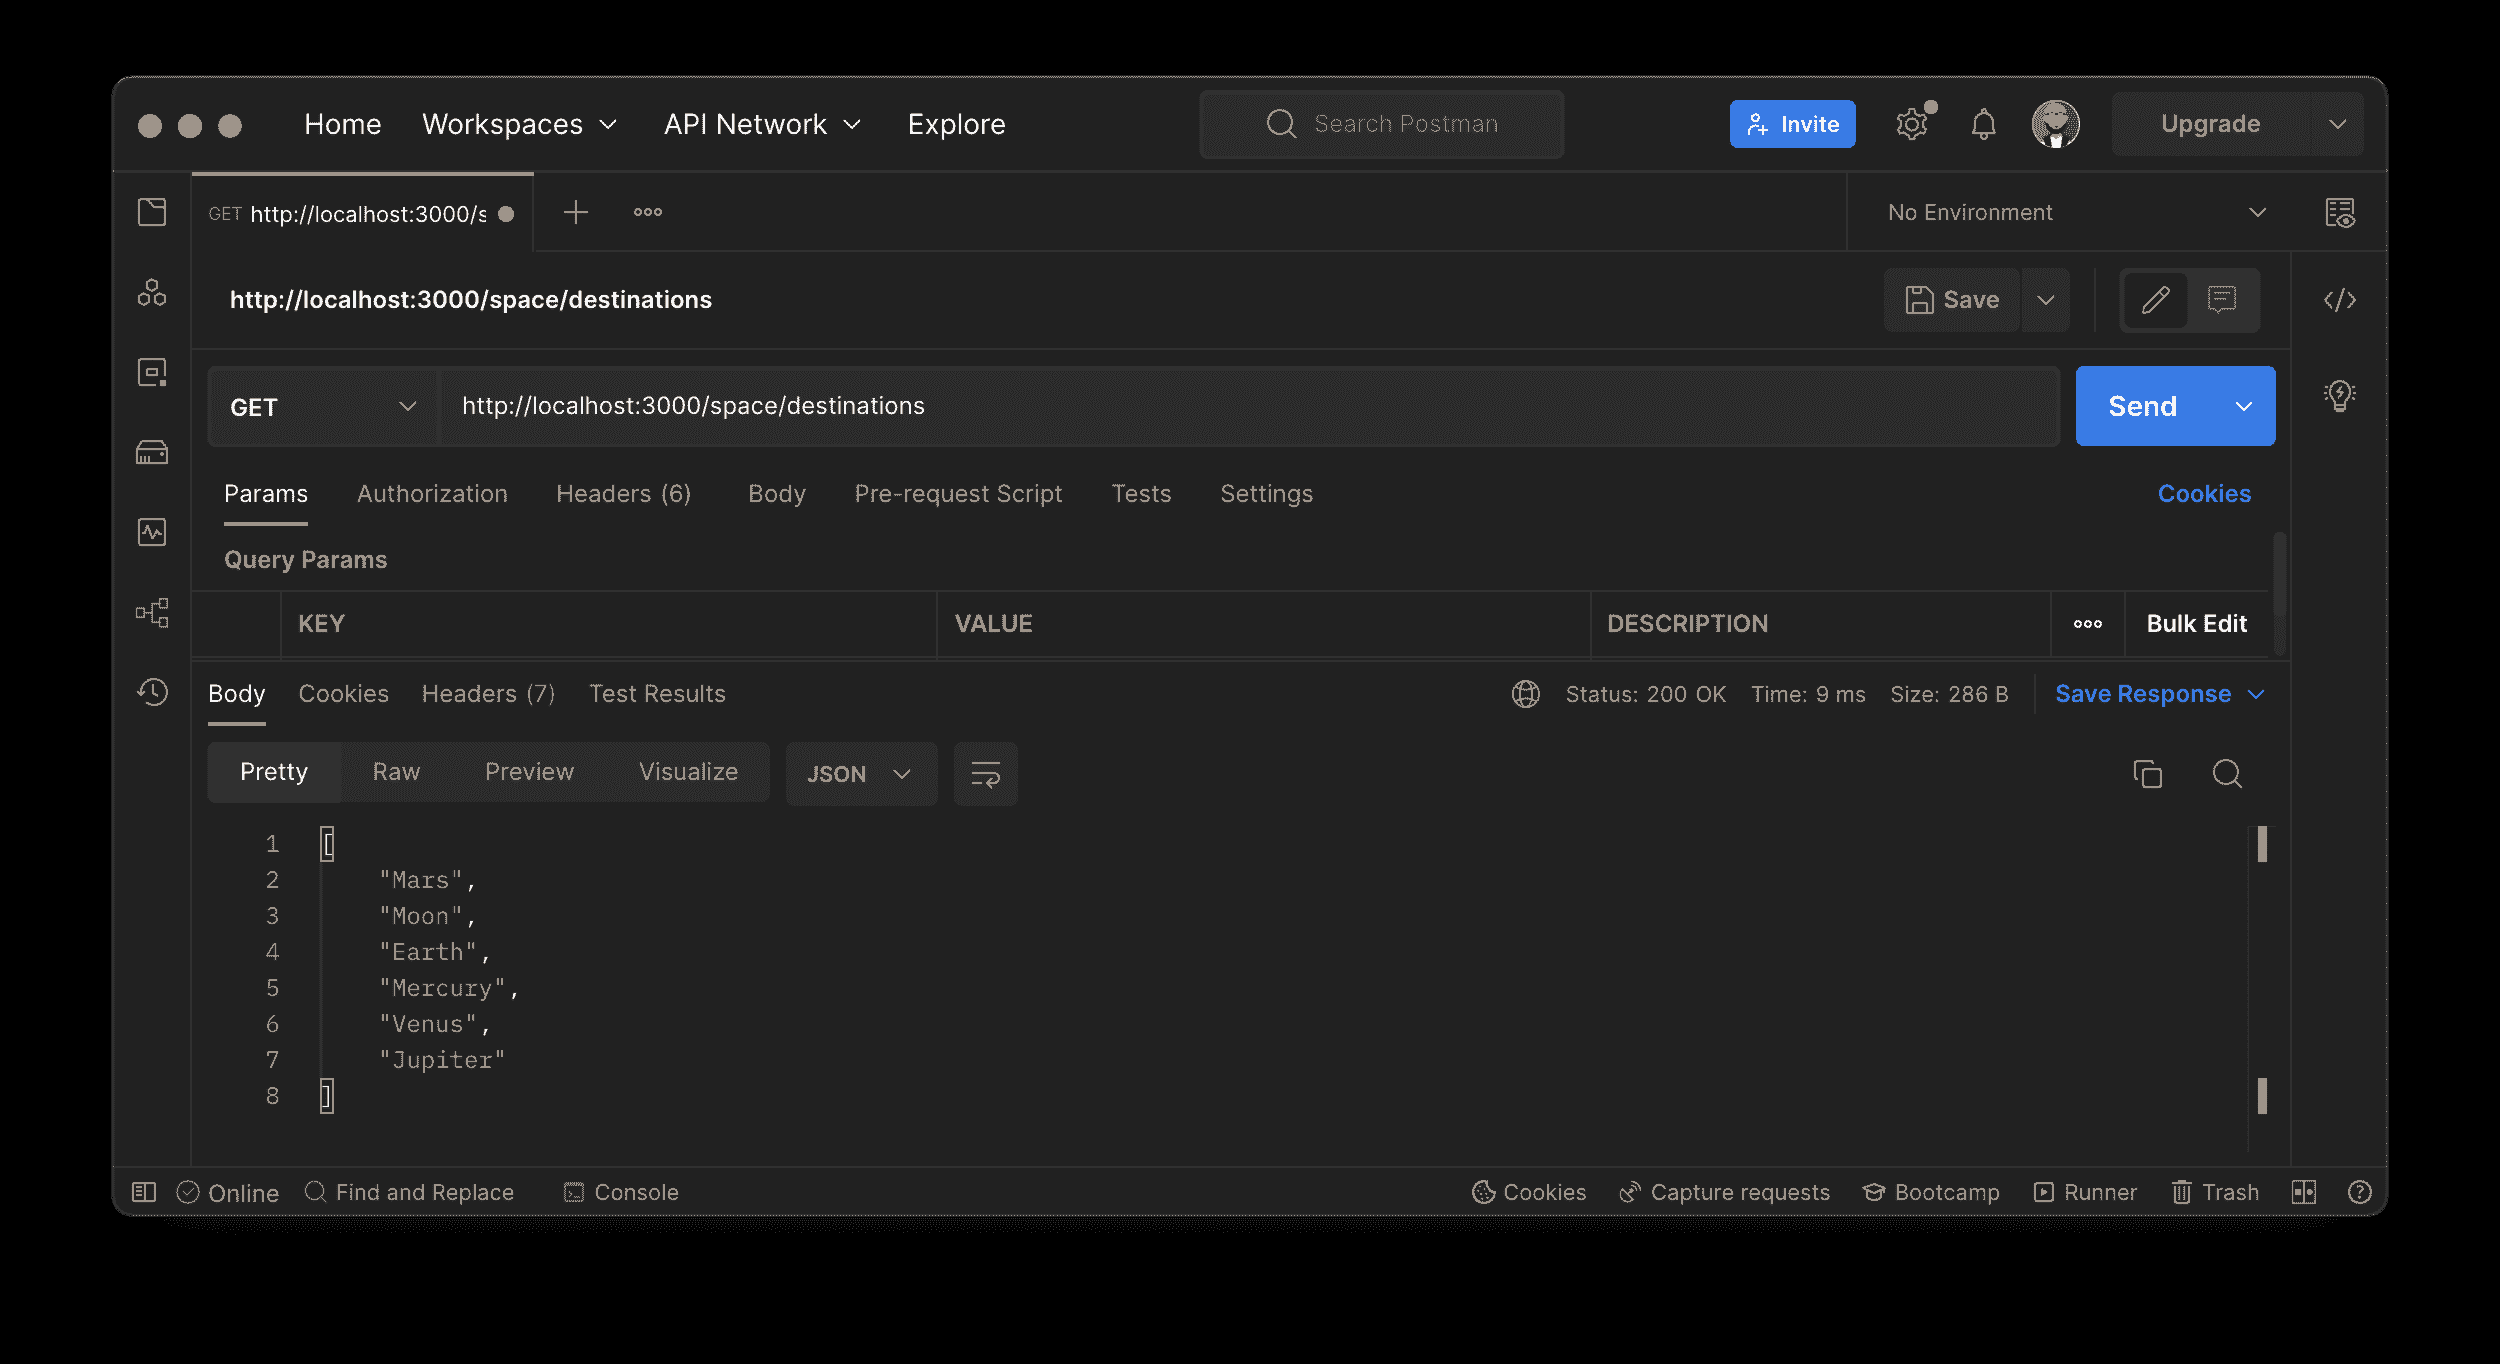 Home Workspaces API Network Explore Search Postman Invite Upgrade
GET http://localhost:3000/s No Environment
http://localhost:3000/space/destinations Save
GET http://localhost:3000/space/destinations Send
Params Authorization Headers (6) Body Pre-request Script Tests Settings Cookies
Query Params
KEY VALUE DESCRIPTION Bulk Edit
Body Cookies Headers (7) Test Results Status: 200 OK Time: 9 ms Size: 286 B Save Response
Pretty Raw Preview Visualize JSON
1 [
2 "Mars",
3 "Moon",
4 "Earth",
5 "Mercury",
6 "Venus",
7 "Jupiter"
8 ]
Online Find and Replace Console Cookies Capture requests Bootcamp Runner Trash